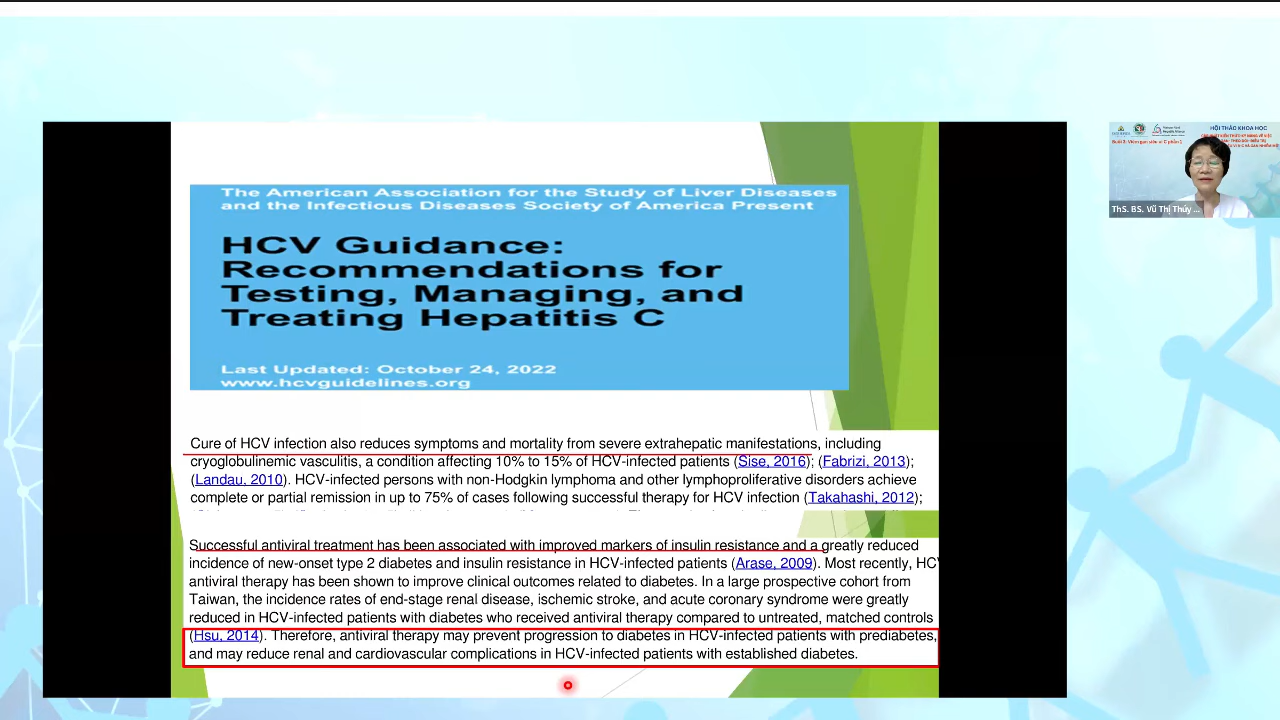 The American Association for the Study of Liver Diseases
and the Infectious Diseases Society of America Present
HCV Guidance:
Recommendations for
Testing, Managing, and
Treating Hepatitis C
Last Updated: October 24, 2022
www.hcvguidelines.org
Cure of HCV infection also reduces symptoms and mortality from severe extrahepatic manifestations, including
cryoglobulinemic vasculitis, a condition affecting 10% to 15% of HCV-infected patients (Sise, 2016); (Fabrizi, 2013);
(Landau, 2010). HCV-infected persons with non-Hodgkin lymphoma and other lymphoproliferative disorders achieve
complete or partial remission in up to 75% of cases following successful therapy for HCV infection (Takahashi, 2012);
Successful antiviral treatment has been associated with improved markers of insulin resistance and a greatly reduced
incidence of new-onset type 2 diabetes and insulin resistance in HCV-infected patients (Arase, 2009). Most recently, HCV
antiviral therapy has been shown to improve clinical outcomes related to diabetes. In a large prospective cohort from
Taiwan, the incidence rates of end-stage renal disease, ischemic stroke, and acute coronary syndrome were greatly
reduced in HCV-infected patients with diabetes who received antiviral therapy compared to untreated, matched controls
(Hsu, 2014). Therefore, antiviral therapy may prevent progression to diabetes in HCV-infected patients with prediabetes,
and may reduce renal and cardiovascular complications in HCV-infected patients with established diabetes.
HỘI THẢO KHOA HỌC
ThS. BS. Vũ Thị Thúy ...